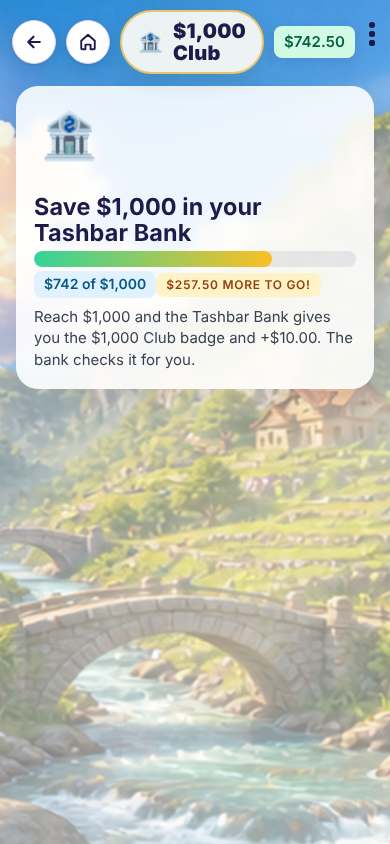 $1,000
Club
$742.50
Save $1,000 in your
Tashbar Bank
$742 of $1,000
$257.50 MORE TO GO!
Reach $1,000 and the Tashbar Bank gives
you the $1,000 Club badge and +$10.00. The
bank checks it for you.